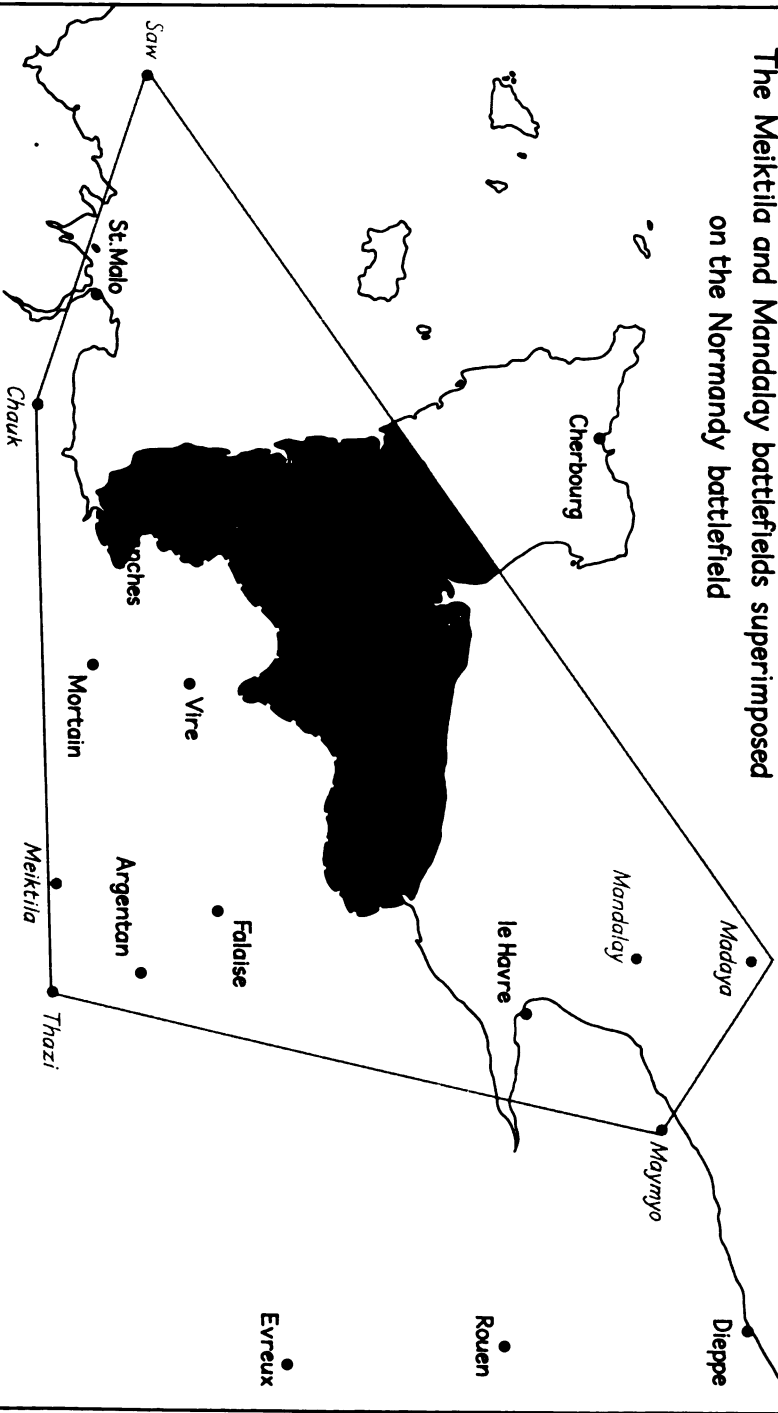 The Meiktila and Mandalay battlefields superimposed
on the Normandy battlefield
Saw
St. Malo
Chauk
Cherbourg
nches
Mortain
Vire
Meiktila
Argentan
Falaise
Thazi
le Havre
Mandalay
Madaya
Maymyo
Dieppe
Rouen
Evreux